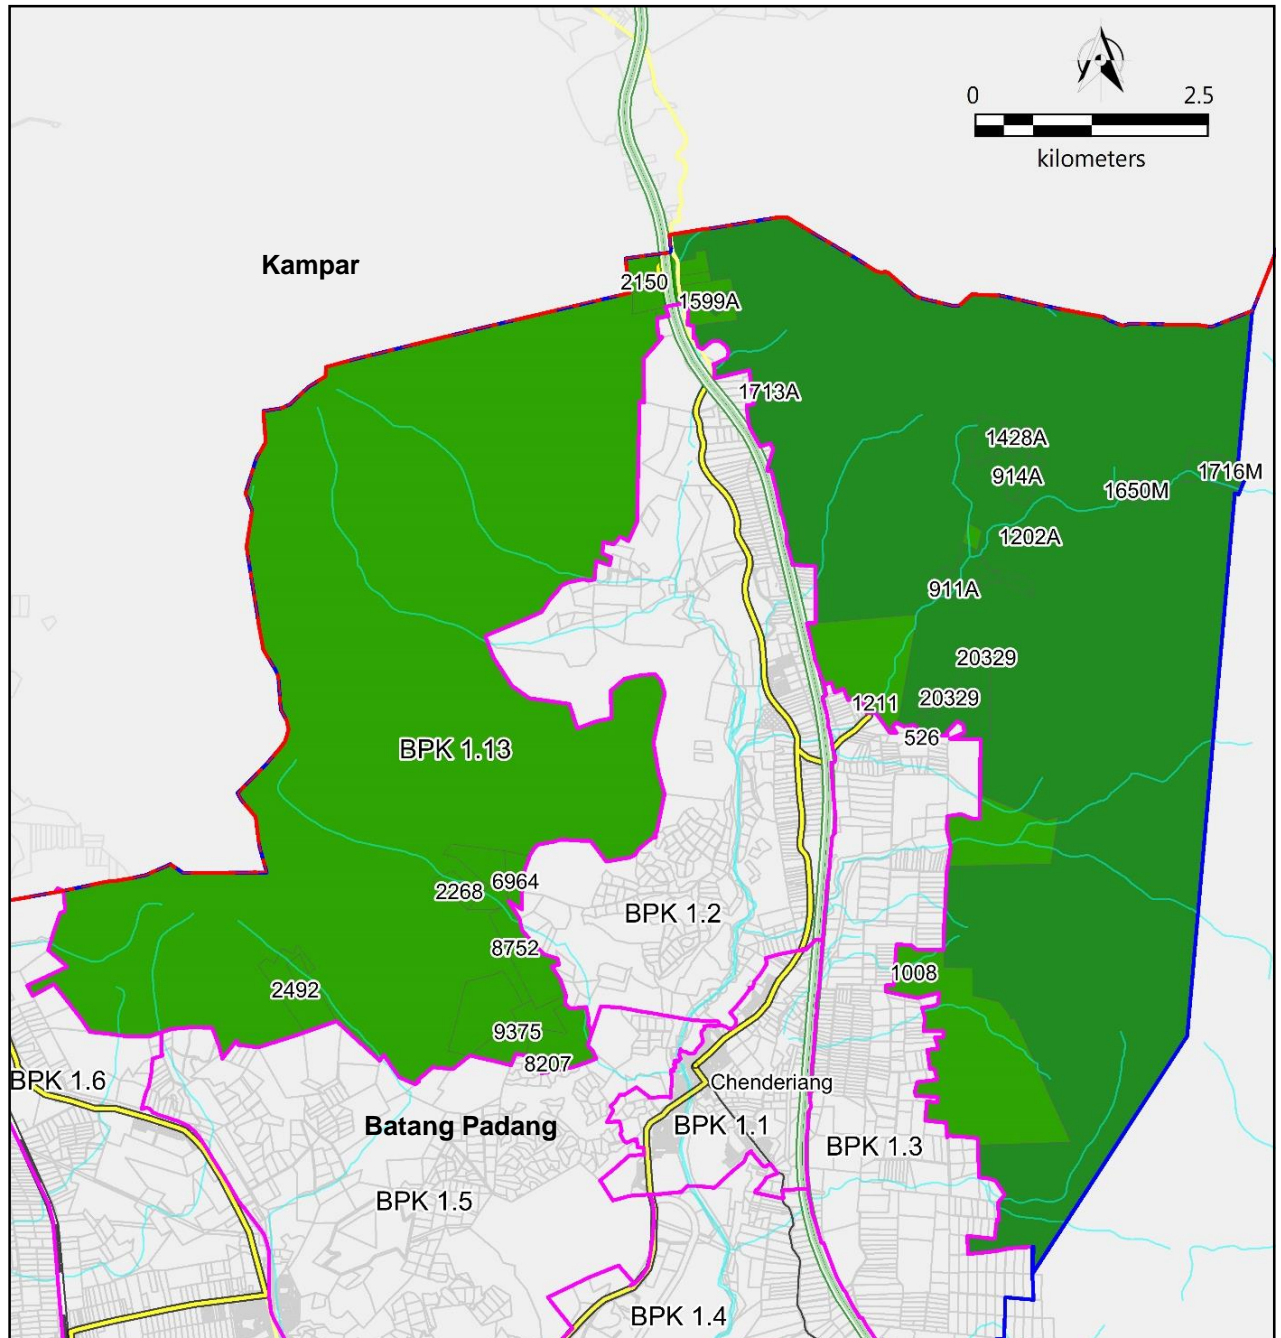 0 2.5
kilometers
Kampar
2150
1599A
1713A
1428A
914A
1716M
1650M
1202A
911A
20329
20329
1211
526
BPK 1.13
6964
2268
BPK 1.2
8752
1008
2492
9375
8207
BPK 1.6
Chenderiang
Batang Padang
BPK 1.1
BPK 1.3
BPK 1.5
BPK 1.4